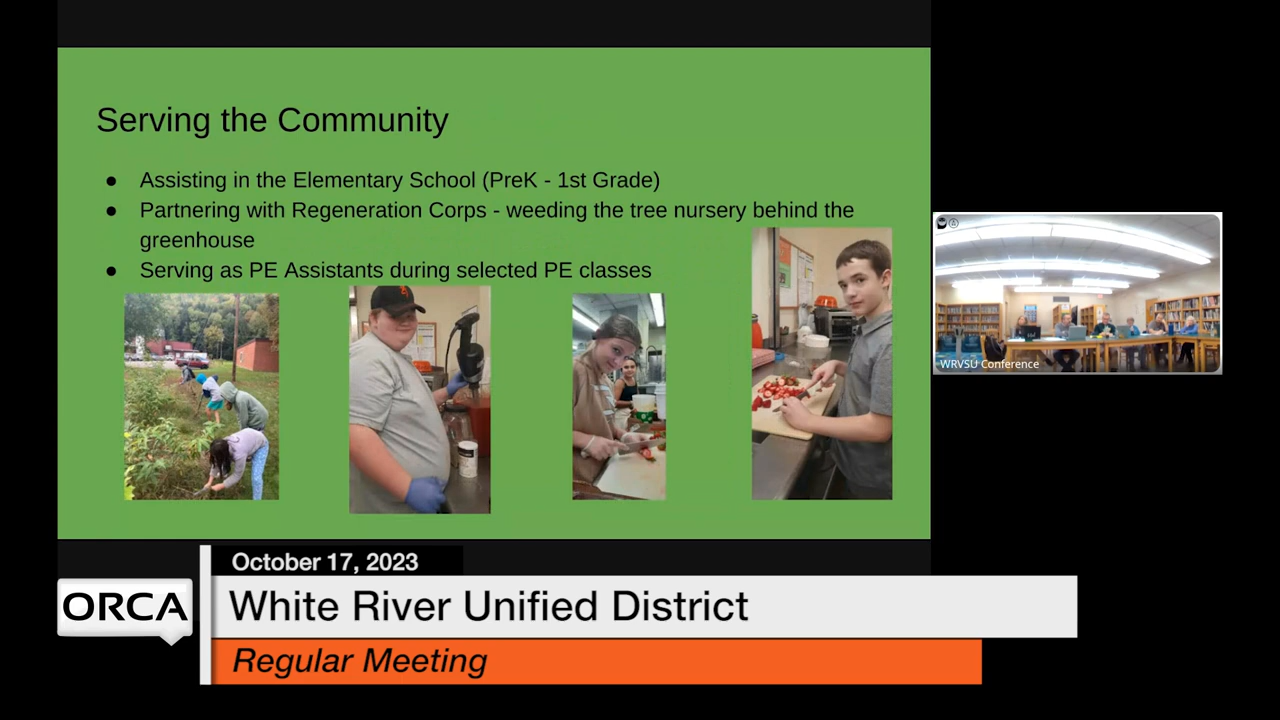 Serving the Community
● Assisting in the Elementary School (PreK - 1st Grade)
● Partnering with Regeneration Corps - weeding the tree nursery behind the
greenhouse
● Serving as PE Assistants during selected PE classes
WRVSU Conference
October 17, 2023
ORCA
White River Unified District
Regular Meeting